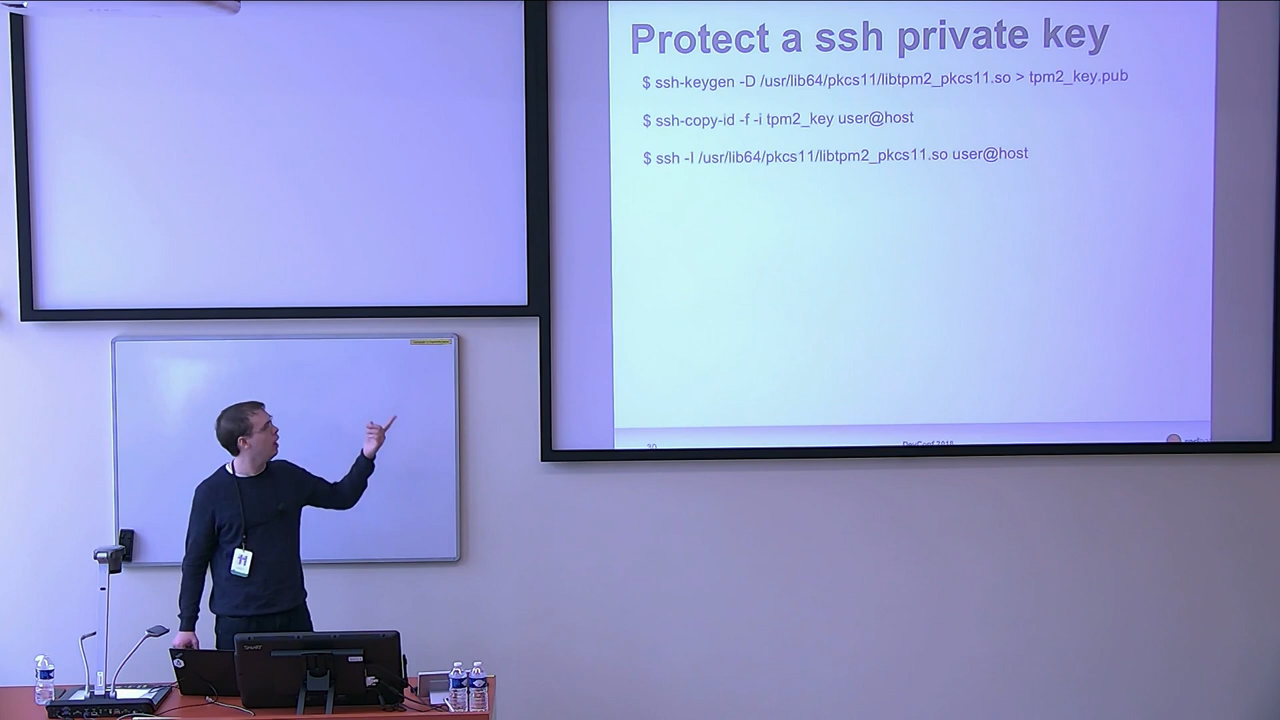 Protect a ssh private key
$ ssh-keygen -D /usr/lib64/pkcs11/libtpm2_pkcs11.so > tpm2_key.pub
$ ssh-copy-id -f -i tpm2_key user@host
$ ssh -I /usr/lib64/pkcs11/libtpm2_pkcs11.so user@host